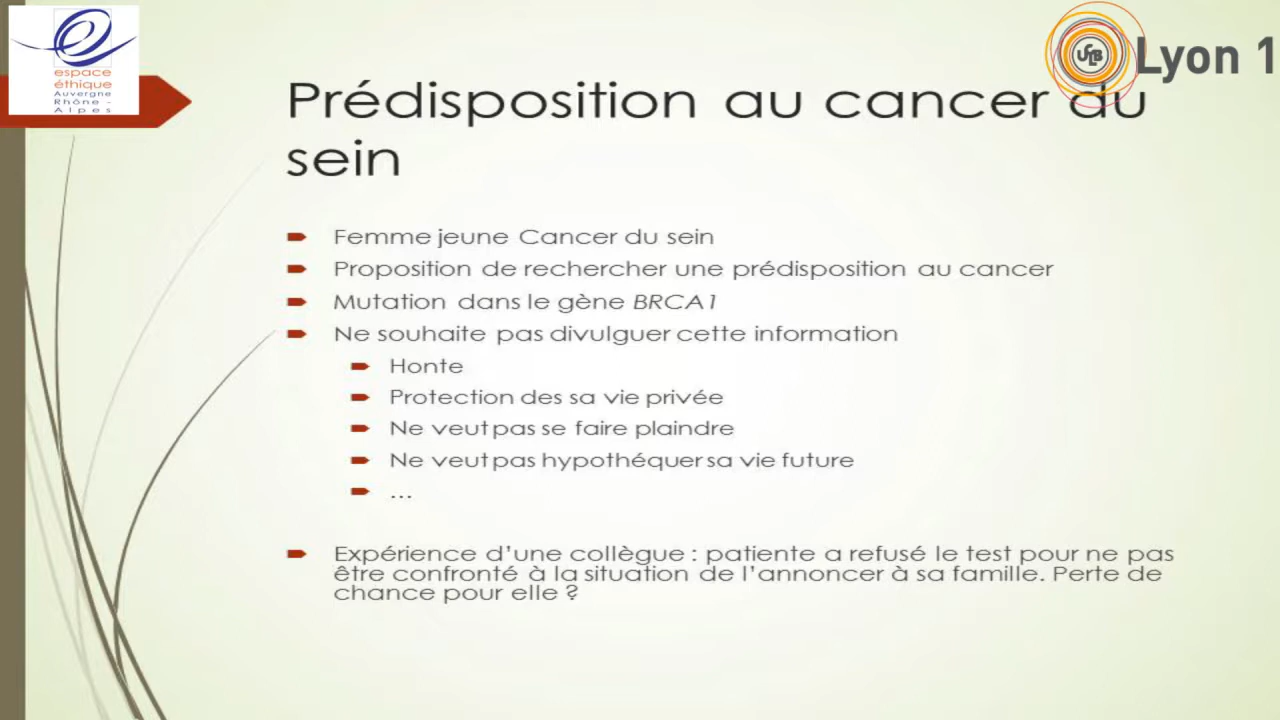 espace
éthique
Auvergne
Rhône -
Alpes
UCLB
Lyon 1
Prédisposition au cancer du
sein
Femme jeune Cancer du sein
Proposition de rechercher une prédisposition au cancer
Mutation dans le gène BRCA1
Ne souhaite pas divulguer cette information
Honte
Protection des sa vie privée
Ne veut pas se faire plaindre
Ne veut pas hypothéquer sa vie future
...
Expérience d'une collègue : patiente a refusé le test pour ne pas
être confronté à la situation de l'annoncer à sa famille. Perte de
chance pour elle ?